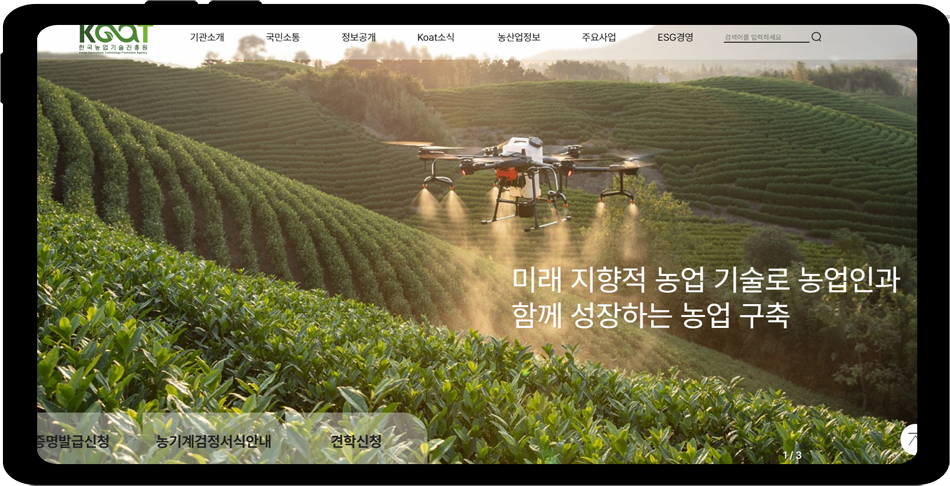 KOAT
한국농업기술진흥원
기관소개 국민소통 정보공개 Koat소식 농산업정보 주요사업 ESG경영 검색어를 입력하세요
미래 지향적 농업 기술로 농업인과
함께 성장하는 농업 구축
증명발급신청 농기계검정서식안내 견학신청
1 / 3